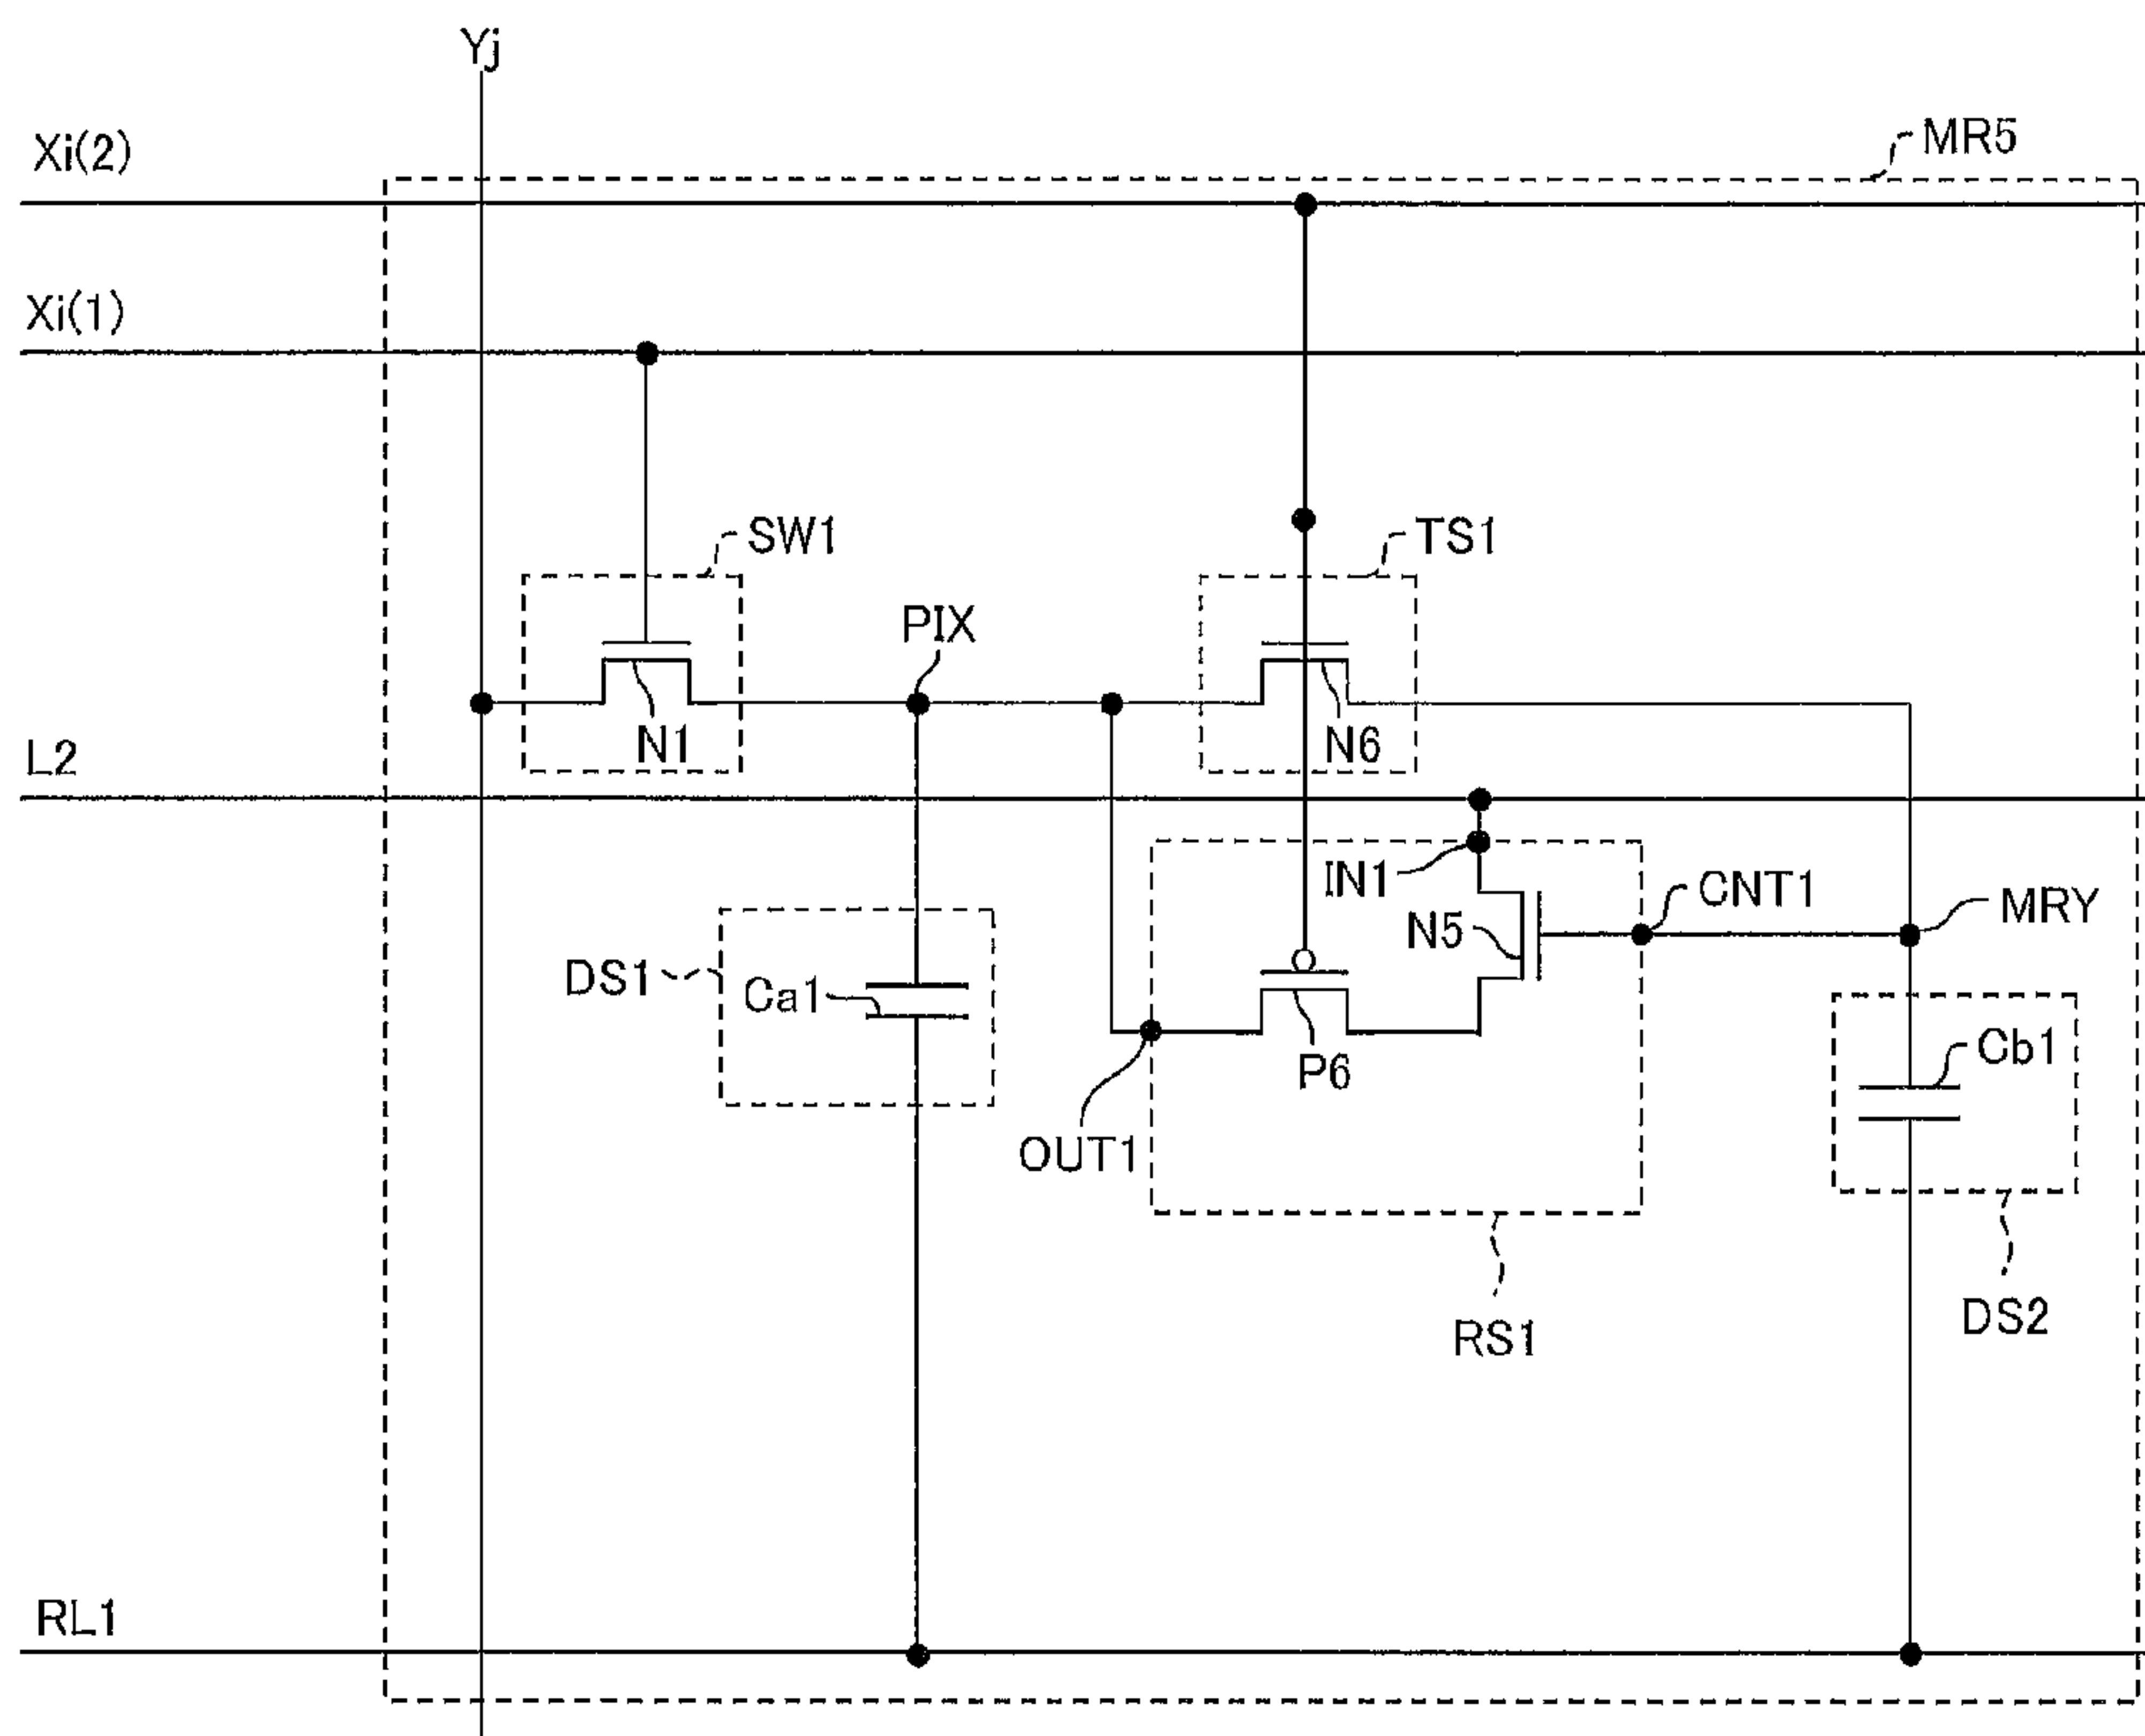 Yj
Xi(2)
MR5
Xi(1)
SW1
TS1
PIX
N1
N6
L2
IN1
CNT1
MRY
N5
DS1
Ca1
Cb1
P6
OUT1
DS2
RS1
RL1